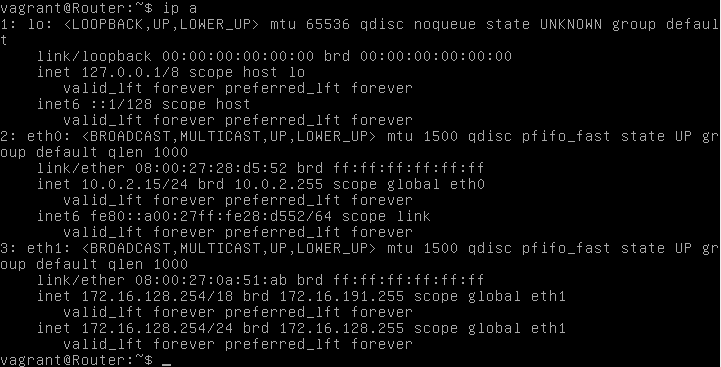 vagrant@Router:~$ ip a
1: lo: <LOOPBACK,UP,LOWER_UP> mtu 65536 qdisc noqueue state UNKNOWN group defaul
t
    link/loopback 00:00:00:00:00:00 brd 00:00:00:00:00:00
    inet 127.0.0.1/8 scope host lo
       valid_lft forever preferred_lft forever
    inet6 ::1/128 scope host
       valid_lft forever preferred_lft forever
2: eth0: <BROADCAST,MULTICAST,UP,LOWER_UP> mtu 1500 qdisc pfifo_fast state UP gr
oup default qlen 1000
    link/ether 08:00:27:28:d5:52 brd ff:ff:ff:ff:ff:ff
    inet 10.0.2.15/24 brd 10.0.2.255 scope global eth0
       valid_lft forever preferred_lft forever
    inet6 fe80::a00:27ff:fe28:d552/64 scope link
       valid_lft forever preferred_lft forever
3: eth1: <BROADCAST,MULTICAST,UP,LOWER_UP> mtu 1500 qdisc pfifo_fast state UP gr
oup default qlen 1000
    link/ether 08:00:27:0a:51:ab brd ff:ff:ff:ff:ff:ff
    inet 172.16.128.254/18 brd 172.16.191.255 scope global eth1
       valid_lft forever preferred_lft forever
    inet 172.16.128.254/24 brd 172.16.128.255 scope global eth1
       valid_lft forever preferred_lft forever
vagrant@Router:~$ _